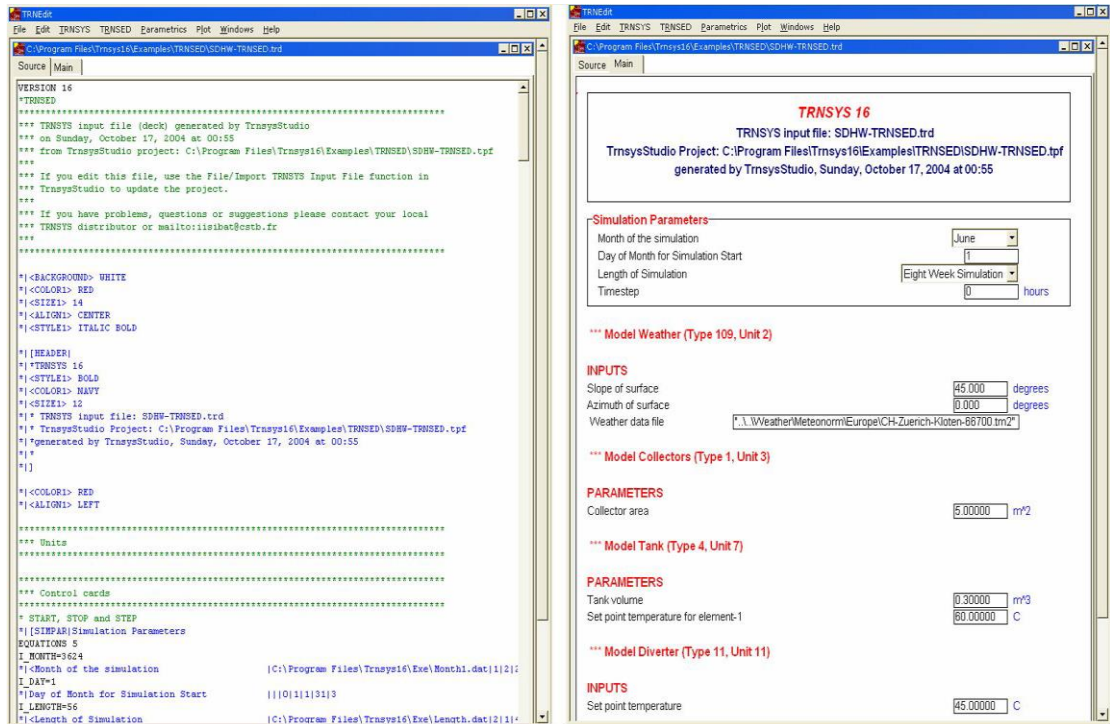 TRNEdit
File Edit TRNSYS TRNSED Parametrics Plot Windows Help
C:\Program Files\Trnsys16\Examples\TRNSED\SDHW-TRNSED.trd
Source Main
VERSION 16
*TRNSED
*******************************************************************************
*** TRNSYS input file (deck) generated by TrnsysStudio
*** on Sunday, October 17, 2004 at 00:55
*** from TrnsysStudio project: C:\Program Files\Trnsys16\Examples\TRNSED\SDHW-TRNSED.tpf
***
*** If you edit this file, use the File/Import TRNSYS Input File function in
*** TrnsysStudio to update the project.
***
*** If you have problems, questions or suggestions please contact your local
*** TRNSYS distributor or mailto:iisibat@cstb.fr
***
*******************************************************************************
*|<BACKGROUND> WHITE
*|<COLOR1> RED
*|<SIZE1> 14
*|<ALIGN1> CENTER
*|<STYLE1> ITALIC BOLD
*|[HEADER|
*|*TRNSYS 16
*|<STYLE1> BOLD
*|<COLOR1> NAVY
*|<SIZE1> 12
*|* TRNSYS input file: SDHW-TRNSED.trd
*|* TrnsysStudio Project: C:\Program Files\Trnsys16\Examples\TRNSED\SDHW-TRNSED.tpf
*|*generated by TrnsysStudio, Sunday, October 17, 2004 at 00:55
*|*
*|]
*|<COLOR1> RED
*|<ALIGN1> LEFT
*******************************************************************************
*** Units
*******************************************************************************
*******************************************************************************
*** Control cards
*******************************************************************************
* START, STOP and STEP
*|[SIMPAR|Simulation Parameters
EQUATIONS 5
I_MONTH=3624
*|<Month of the simulation |C:\Program Files\Trnsys16\Exe\Month1.dat|1|2|2
I_DAY=1
*|Day of Month for Simulation Start |||0|1|1|31|3
I_LENGTH=56
*|<Length of Simulation |C:\Program Files\Trnsys16\Exe\Length.dat|2|1|4
TRNEdit
File Edit TRNSYS TRNSED Parametrics Plot Windows Help
C:\Program Files\Trnsys16\Examples\TRNSED\SDHW-TRNSED.trd
Source Main
TRNSYS 16
TRNSYS input file: SDHW-TRNSED.trd
TrnsysStudio Project: C:\Program Files\Trnsys16\Examples\TRNSED\SDHW-TRNSED.tpf
generated by TrnsysStudio, Sunday, October 17, 2004 at 00:55
Simulation Parameters
Month of the simulation June
Day of Month for Simulation Start 1
Length of Simulation Eight Week Simulation
Timestep 0 hours
*** Model Weather (Type 109, Unit 2)
INPUTS
Slope of surface 45.000 degrees
Azimuth of surface 0.000 degrees
Weather data file "..\..\Weather\Meteonorm\Europe\CH-Zuerich-Kloten-66700.tm2"
*** Model Collectors (Type 1, Unit 3)
PARAMETERS
Collector area 5.00000 m^2
*** Model Tank (Type 4, Unit 7)
PARAMETERS
Tank volume 0.30000 m^3
Set point temperature for element-1 60.00000 C
*** Model Diverter (Type 11, Unit 11)
INPUTS
Set point temperature 45.00000 C